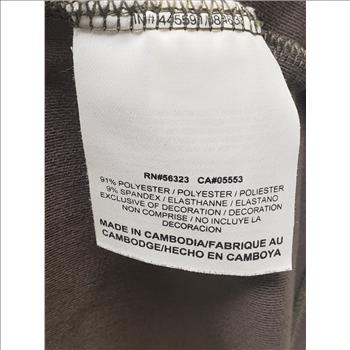 RN#56323 CA#05553
91% POLYESTER / POLYESTER / POLIESTER
9% SPANDEX / ELASTHANNE / ELASTANO
EXCLUSIVE OF DECORATION / DECORATION
NON COMPRISE / NO INCLUYE LA
DECORACION
MADE IN CAMBODIA/FABRIQUE AU
CAMBODGE/HECHO EN CAMBOYA